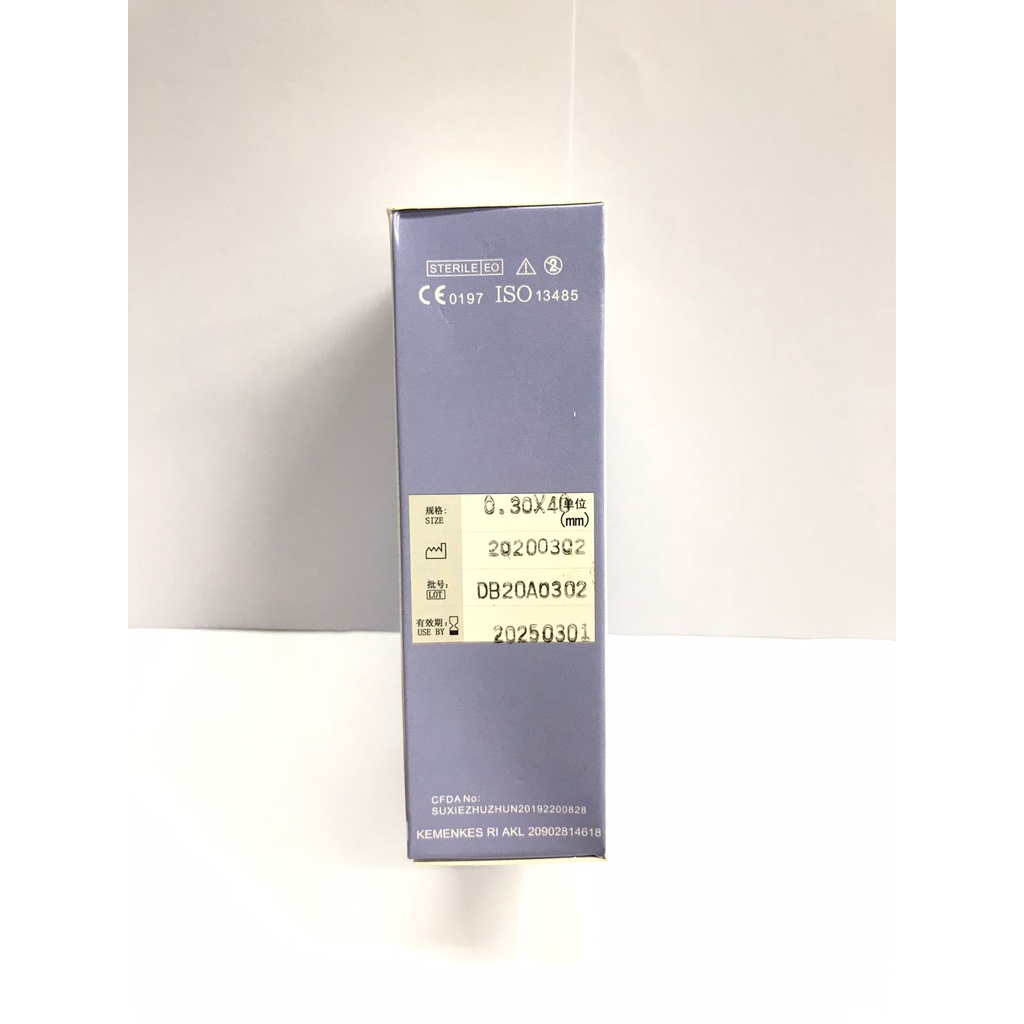 STERILE EO
CE 0197 ISO 13485
规格: 0.30X40 单位
SIZE (mm)
20200302
批号: DB20A0302
LOT
有效期: 20250301
USE BY
CFDA No:
SUXIEZHUZHUN20192200828
KEMENKES RI AKL 20902814618